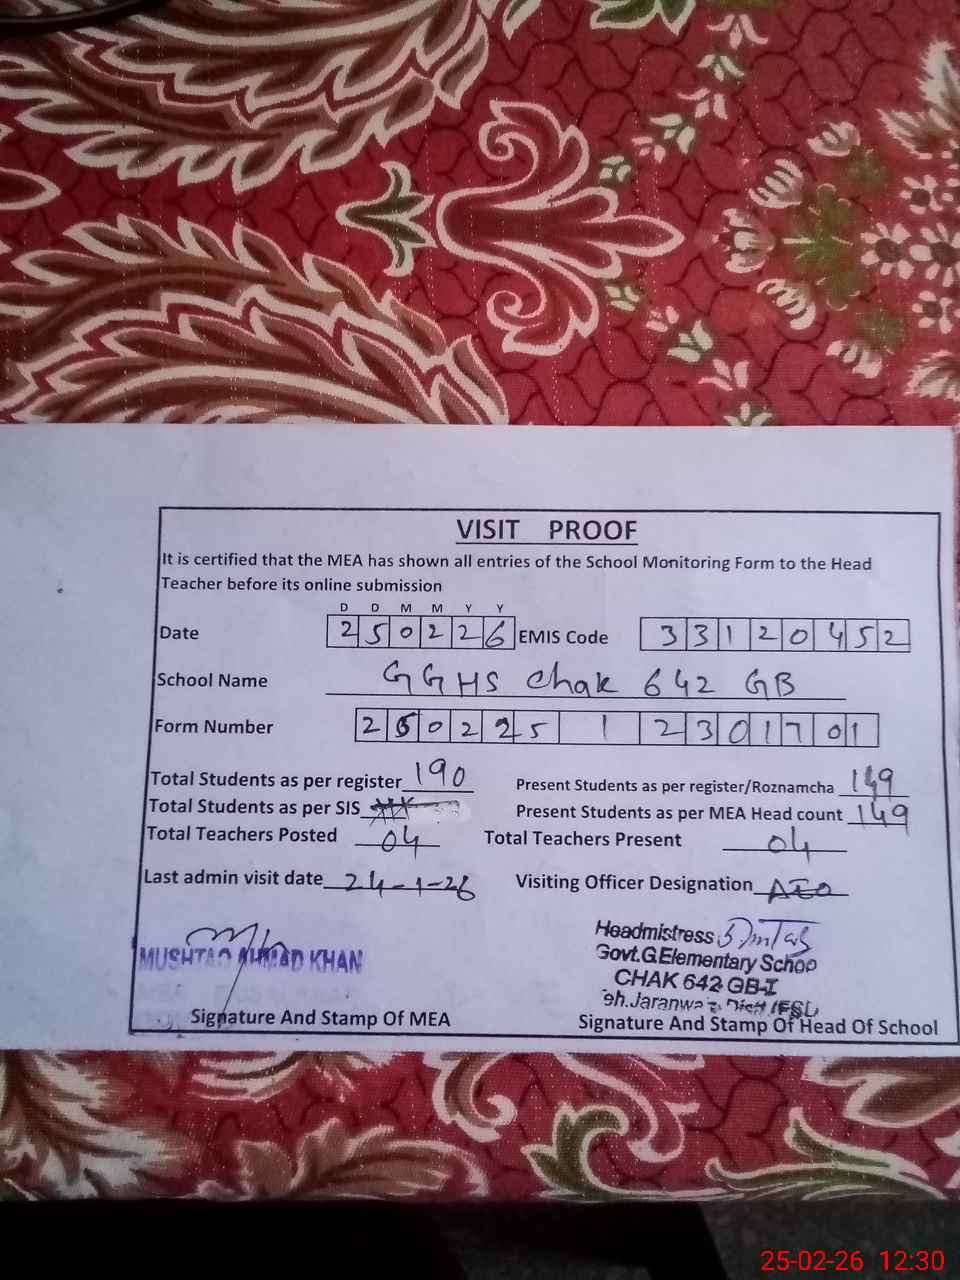 VISIT PROOF
It is certified that the MEA has shown all entries of the School Monitoring Form to the Head
Teacher before its online submission
D D M M Y Y
Date 2 5 0 2 2 6 EMIS Code 3 3 1 2 0 4 5 2
School Name GGHS Chak 642 GB
Form Number 2 5 0 2 2 5 1 2 3 0 1 7 0 1
Total Students as per register 190 Present Students as per register/Roznamcha 149
Total Students as per SIS Present Students as per MEA Head count 149
Total Teachers Posted 04 Total Teachers Present 04
Last admin visit date 24-1-26 Visiting Officer Designation AEO
MUSHTAQ AHMAD KHAN
Headmistress
Govt.G.Elementary Schoo
CHAK 642 GB-I
eh.Jaranwa Distt (FSD
Signature And Stamp Of MEA Signature And Stamp Of Head Of School
25-02-26 12:30